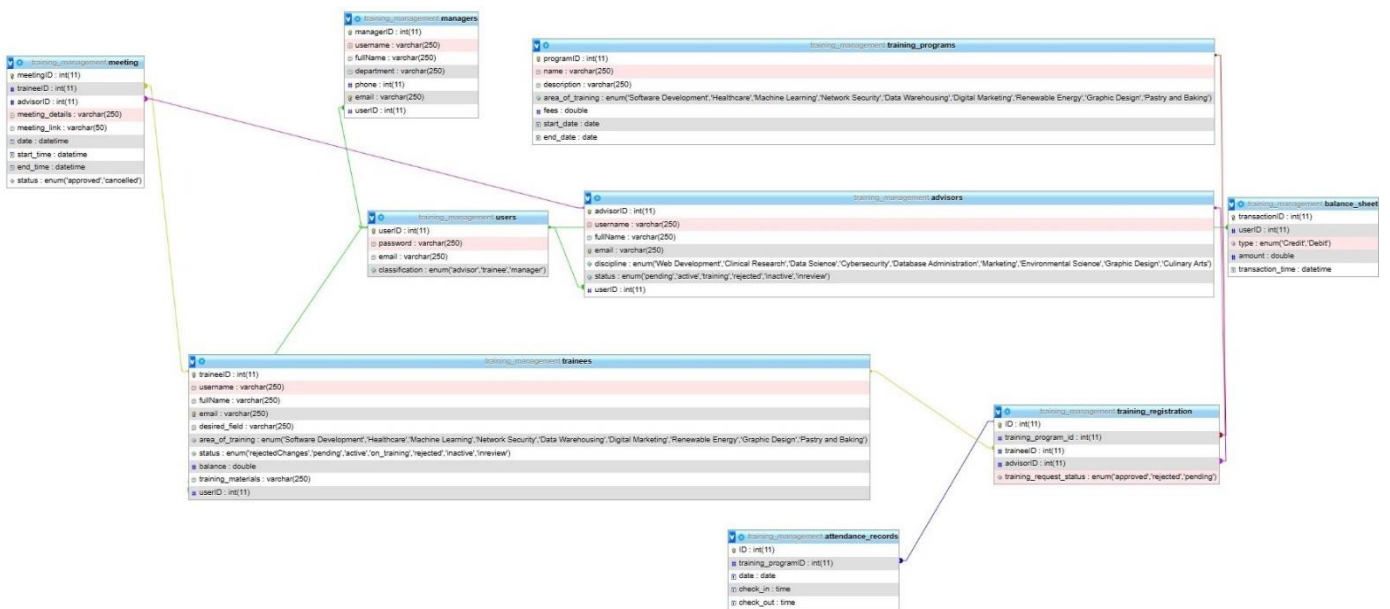 training_management managers
managerID : int(11)
username : varchar(250)
fullName : varchar(250)
department : varchar(250)
phone : int(11)
email : varchar(250)
userID : int(11)
training_management training_programs
programID : int(11)
name : varchar(250)
description : varchar(250)
area_of_training : enum('Software Development','Healthcare','Machine Learning','Network Security','Data Warehousing','Digital Marketing','Renewable Energy','Graphic Design','Pastry and Baking')
fees : double
start_date : date
end_date : date
training_management meeting
meetingID : int(11)
traineeID : int(11)
advisorID : int(11)
meeting_details : varchar(250)
meeting_link : varchar(50)
date : datetime
start_time : datetime
end_time : datetime
status : enum('approved','cancelled')
training_management users
userID : int(11)
password : varchar(250)
email : varchar(250)
classification : enum('advisor','trainee','manager')
training_management advisors
advisorID : int(11)
username : varchar(250)
fullName : varchar(250)
email : varchar(250)
discipline : enum('Web Development','Clinical Research','Data Science','Cybersecurity','Database Administration','Marketing','Environmental Science','Graphic Design','Culinary Arts')
status : enum('pending','active','training','rejected','inactive','inreview')
userID : int(11)
training_management balance_sheet
transactionID : int(11)
userID : int(11)
type : enum('Credit','Debit')
amount : double
transaction_time : datetime
training_management trainees
traineeID : int(11)
username : varchar(250)
fullName : varchar(250)
email : varchar(250)
desired_field : varchar(250)
area_of_training : enum('Software Development','Healthcare','Machine Learning','Network Security','Data Warehousing','Digital Marketing','Renewable Energy','Graphic Design','Pastry and Baking')
status : enum('rejectedChanges','pending','active','on_training','rejected','inactive','inreview')
balance : double
training_materials : varchar(250)
userID : int(11)
training_management training_registration
ID : int(11)
training_program_id : int(11)
traineeID : int(11)
advisorID : int(11)
training_request_status : enum('approved','rejected','pending')
training_management attendance_records
ID : int(11)
training_programID : int(11)
date : date
check_in : time
check_out : time